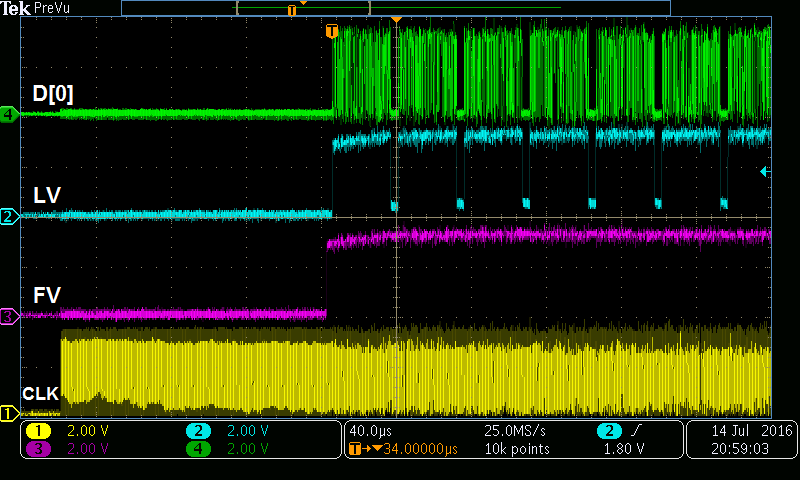 Tek PreVu
T
T
D[0]
4
LV
2
FV
3
CLK
1
1 2.00 V 2 2.00 V 40.0µs 25.0MS/s 2 1.80 V 14 Jul 2016
3 2.00 V 4 2.00 V T→▼34.00000µs 10k points 20:59:03